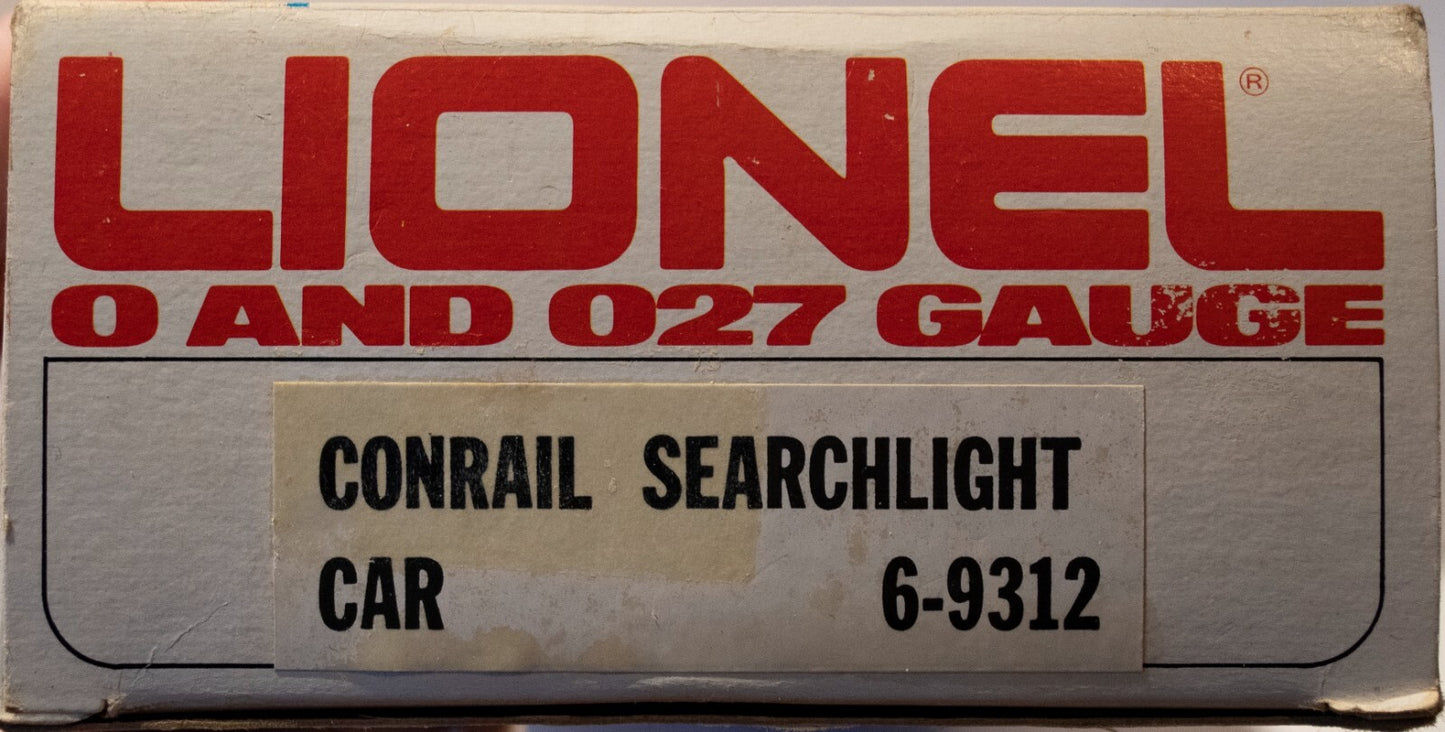 LIONEL®
O AND O27 GAUGE
CONRAIL SEARCHLIGHT
CAR 6-9312